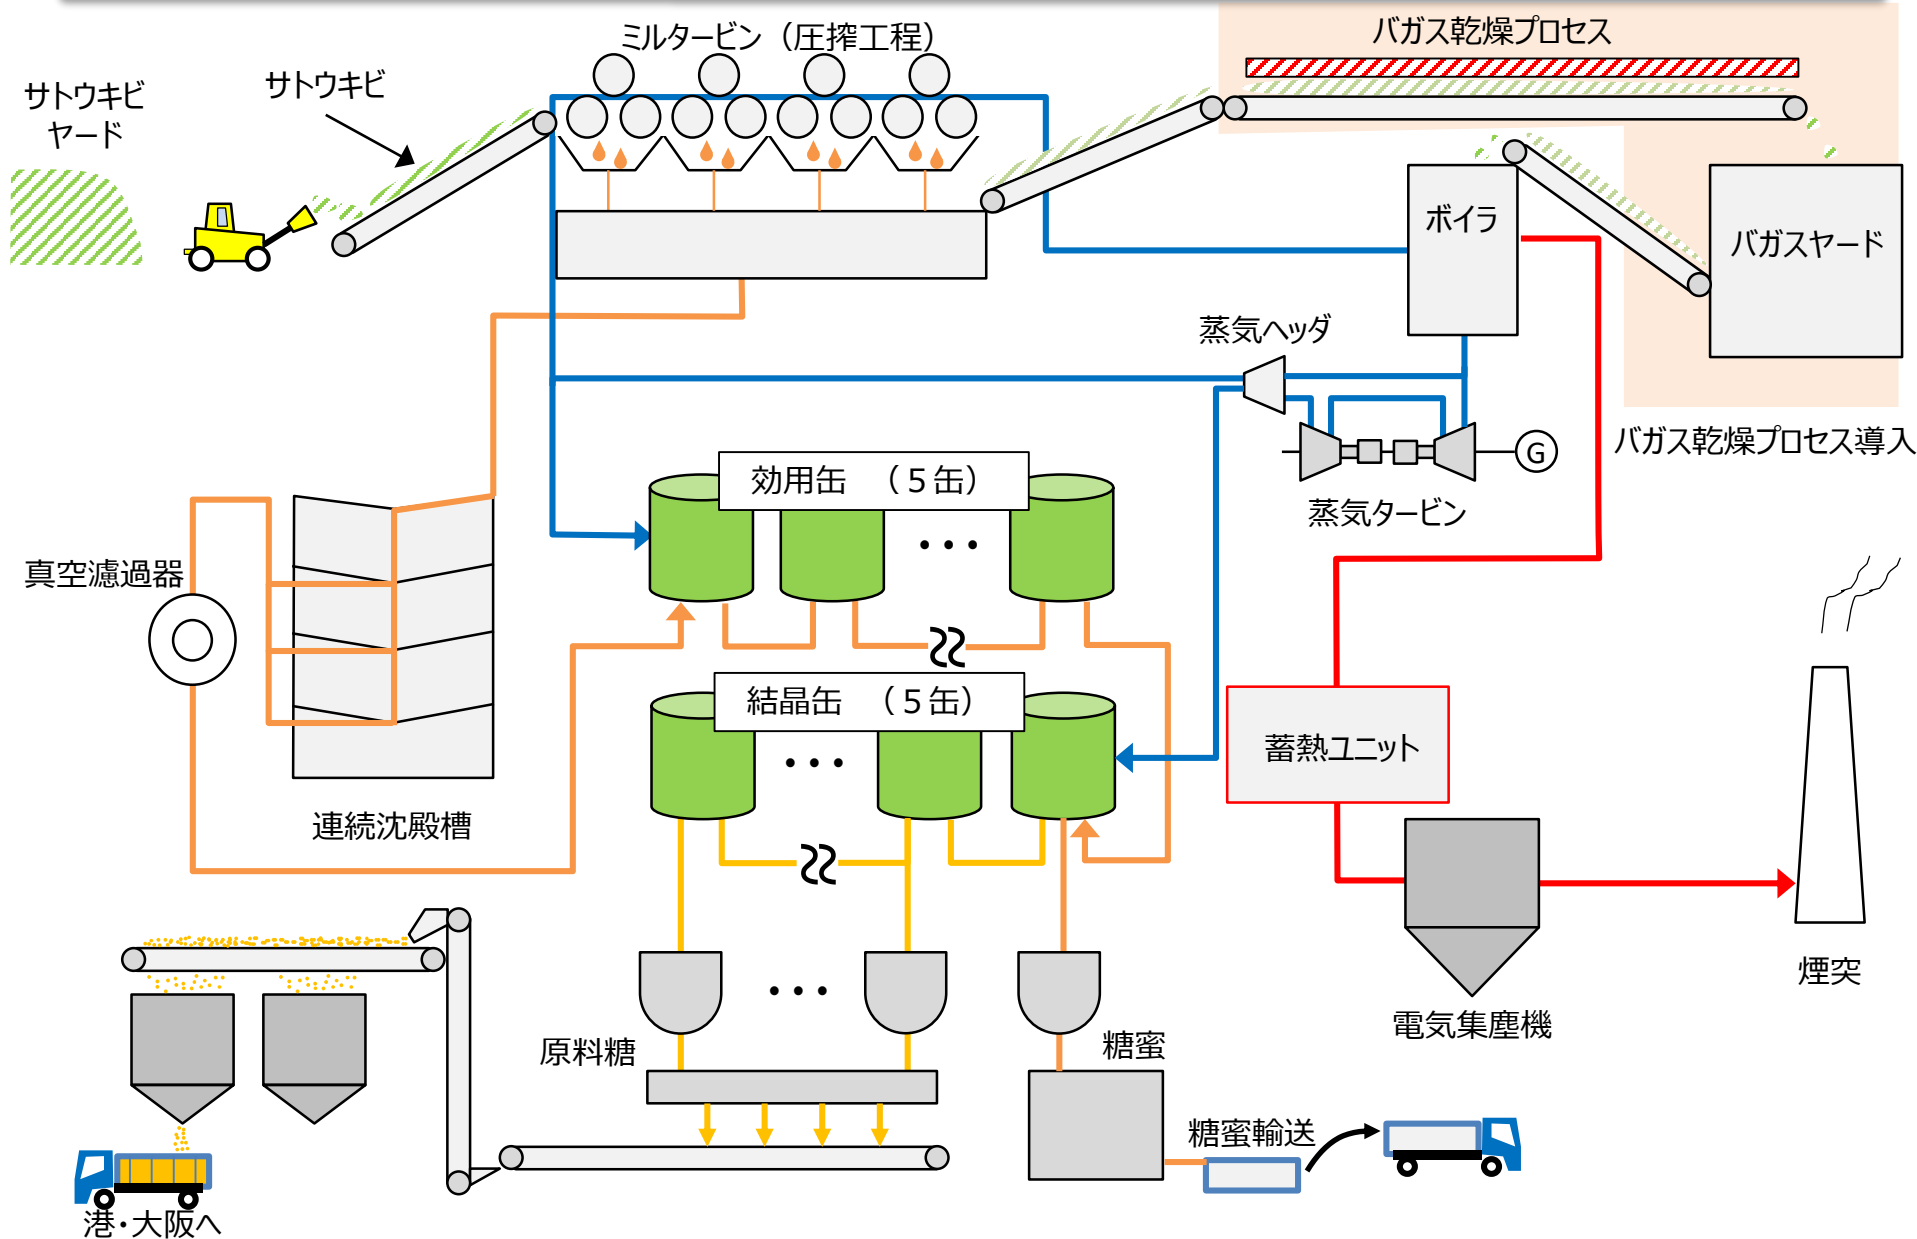 ミルタービン（圧搾工程）
バガス乾燥プロセス
サトウキビ
サトウキビ
ヤード
ボイラ
バガスヤード
蒸気ヘッダ
バガス乾燥プロセス導入
G
蒸気タービン
効用缶　（５缶）
・・・
真空濾過器
結晶缶　（５缶）
・・・
蓄熱ユニット
連続沈殿槽
煙突
・・・
電気集塵機
原料糖
糖蜜
糖蜜輸送
港・大阪へ